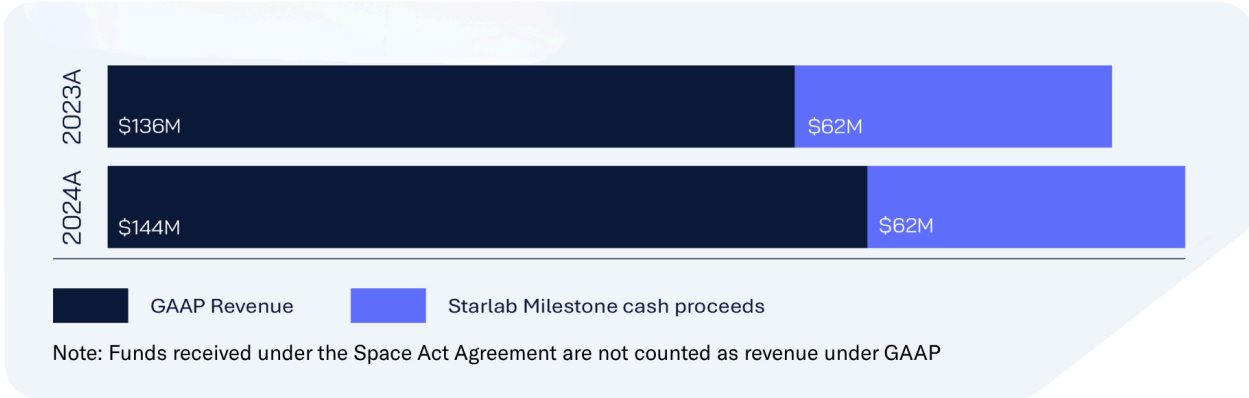 2023A
$136M
$62M
2024A
$144M
$62M
GAAP Revenue
Starlab Milestone cash proceeds
Note: Funds received under the Space Act Agreement are not counted as revenue under GAAP